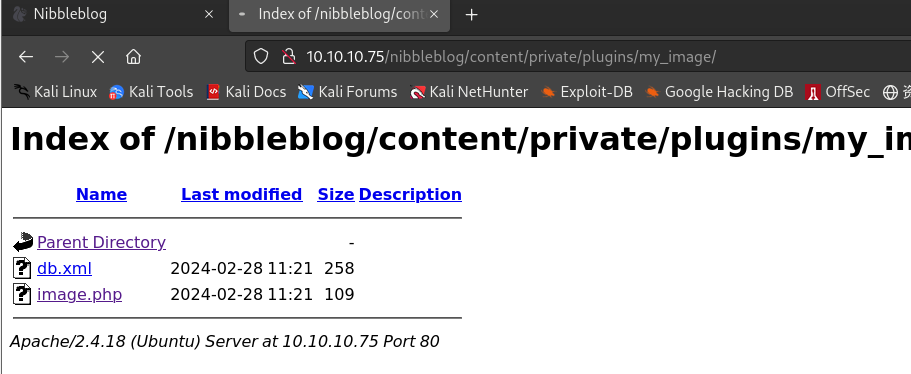 Nibbleblog × Index of /nibbleblog/cont × +
10.10.10.75/nibbleblog/content/private/plugins/my_image/
Kali Linux Kali Tools Kali Docs Kali Forums Kali NetHunter Exploit-DB Google Hacking DB OffSec
Index of /nibbleblog/content/private/plugins/my_in
Name Last modified Size Description
Parent Directory -
db.xml 2024-02-28 11:21 258
image.php 2024-02-28 11:21 109
Apache/2.4.18 (Ubuntu) Server at 10.10.10.75 Port 80